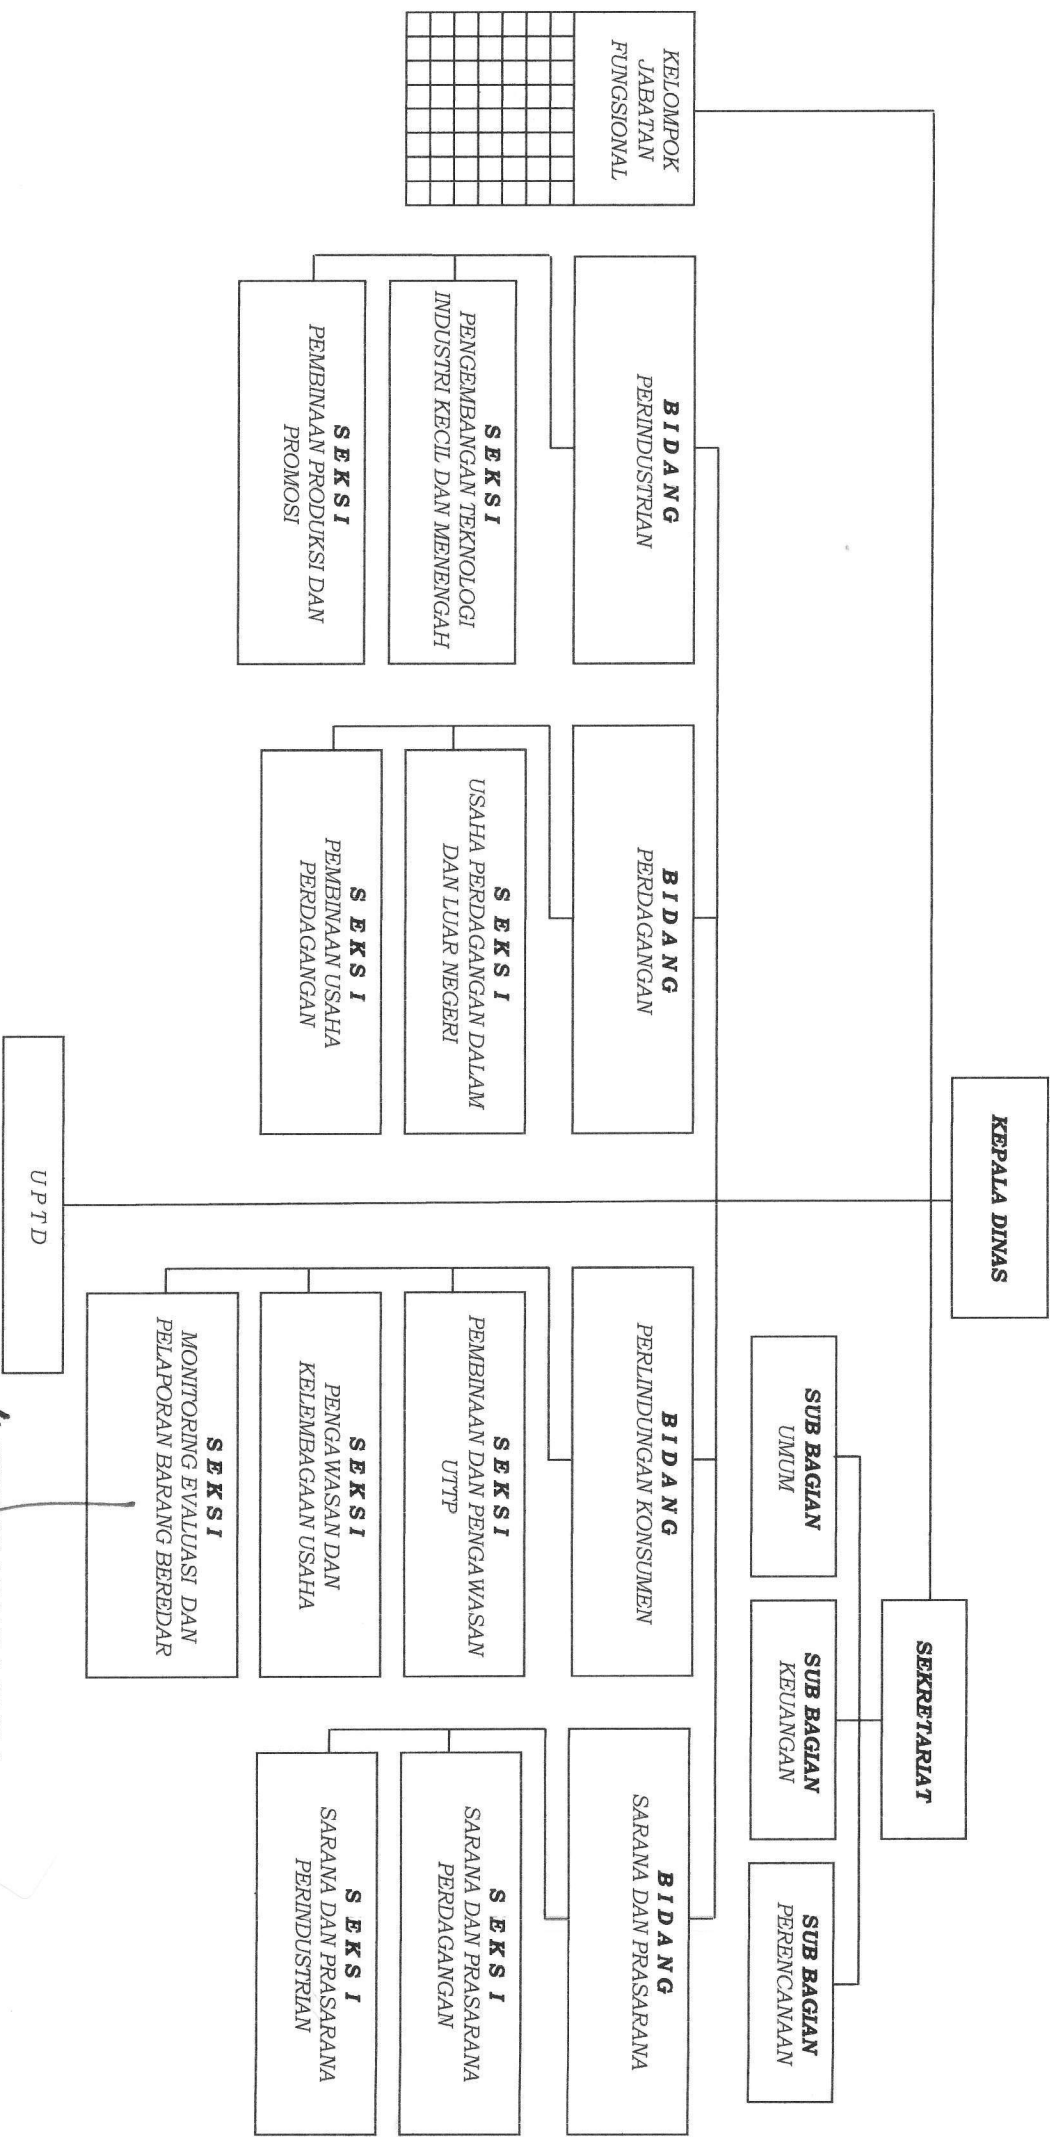 KEPALA DINAS
SEKRETARIAT
SUB BAGIAN
UMUM
SUB BAGIAN
KEUANGAN
SUB BAGIAN
PERENCANAAN
KELOMPOK
JABATAN
FUNGSIONAL
B I D A N G
PERINDUSTRIAN
S E K S I
PENGEMBANGAN TEKNOLOGI
INDUSTRI KECIL DAN MENENGAH
S E K S I
PEMBINAAN PRODUKSI DAN
PROMOSI
B I D A N G
PERDAGANGAN
S E K S I
USAHA PERDAGANGAN DALAM
DAN LUAR NEGERI
S E K S I
PEMBINAAN USAHA
PERDAGANGAN
B I D A N G
PERLINDUNGAN KONSUMEN
S E K S I
PEMBINAAN DAN PENGAWASAN
UTTP
S E K S I
PENGAWASAN DAN
KELEMBAGAAN USAHA
S E K S I
MONITORING EVALUASI DAN
PELAPORAN BARANG BEREDAR
B I D A N G
SARANA DAN PRASARANA
S E K S I
SARANA DAN PRASARANA
PERDAGANGAN
S E K S I
SARANA DAN PRASARANA
PERINDUSTRIAN
U P T D